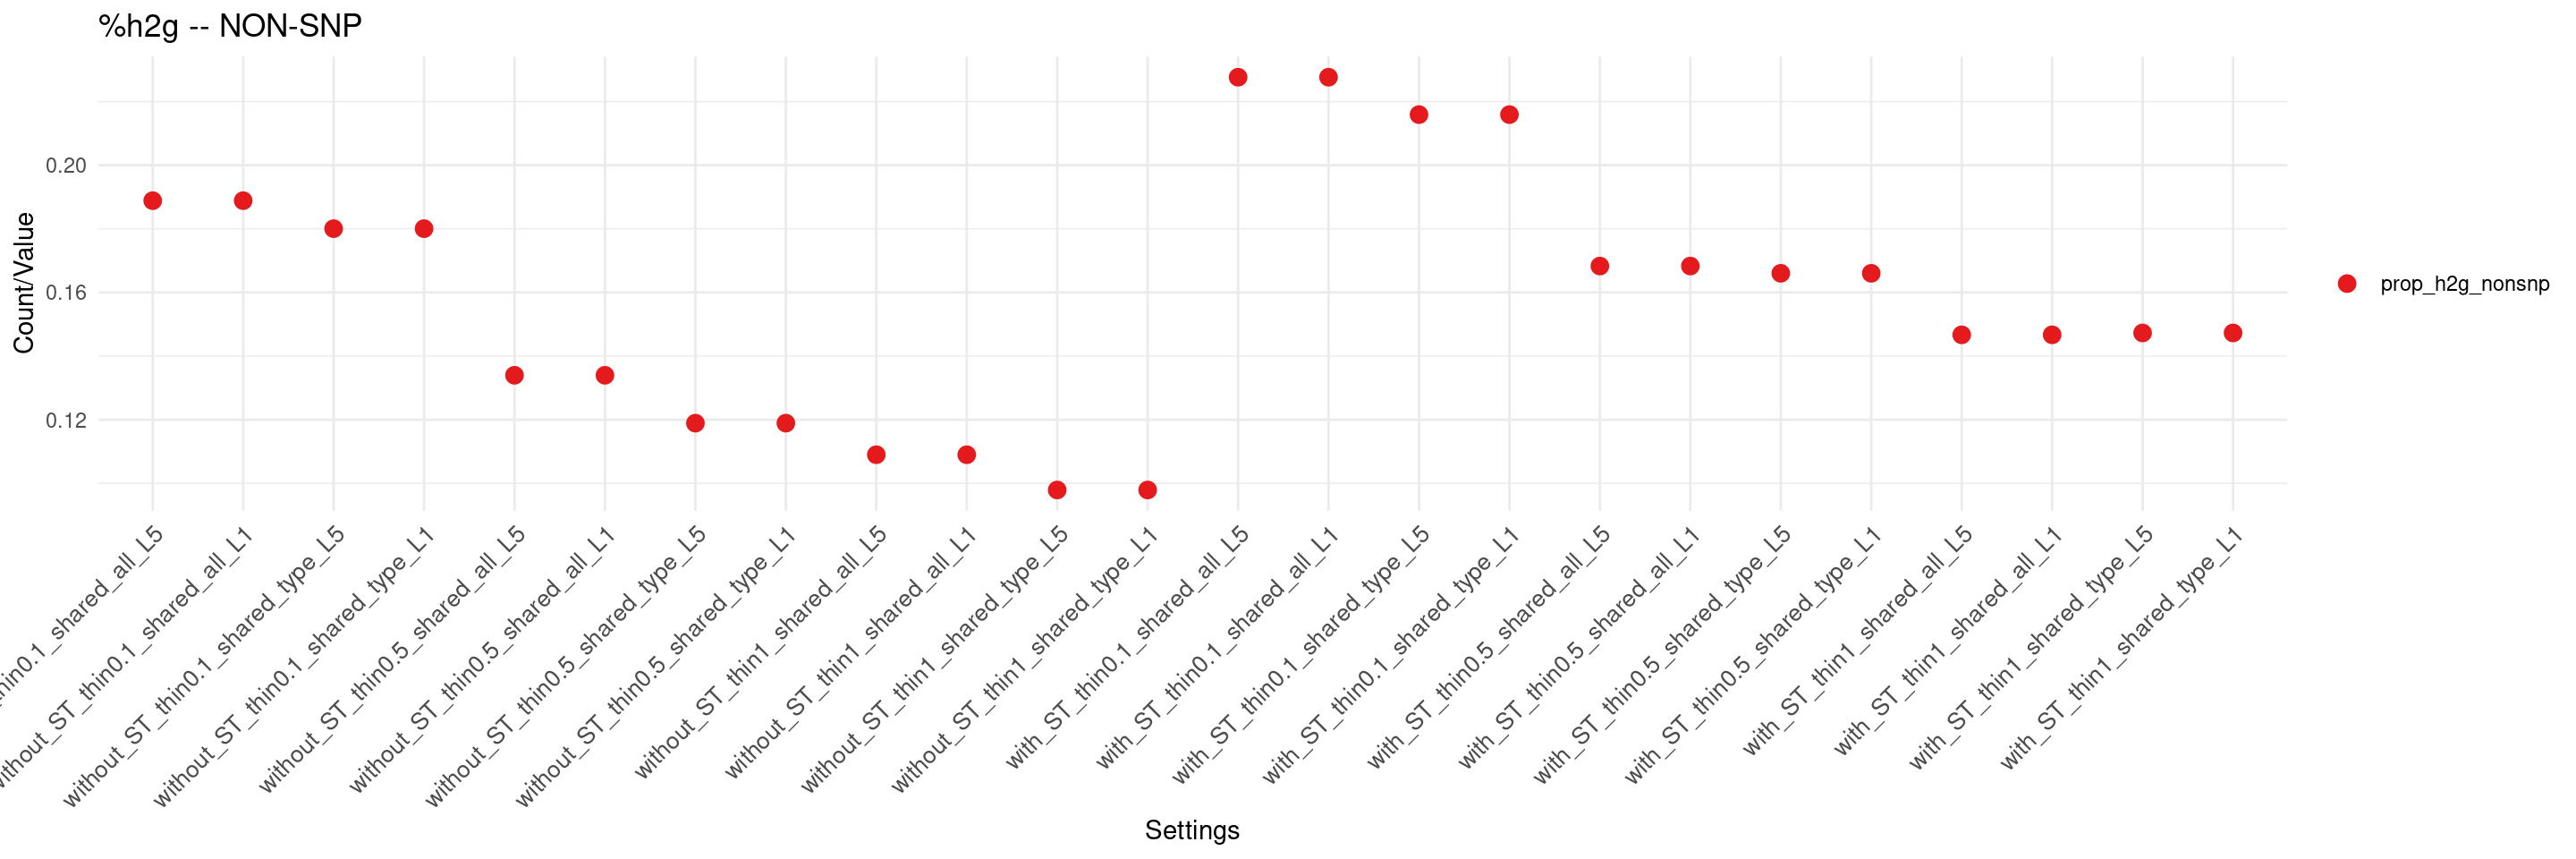 %h2g -- NON-SNP
Count/Value
0.20
0.16
0.12
thin0.1_shared_all_L5
without_ST_thin0.1_shared_all_L1
without_ST_thin0.1_shared_type_L5
without_ST_thin0.1_shared_type_L1
without_ST_thin0.5_shared_all_L5
without_ST_thin0.5_shared_all_L1
without_ST_thin0.5_shared_type_L5
without_ST_thin0.5_shared_type_L1
without_ST_thin1_shared_all_L5
without_ST_thin1_shared_all_L1
without_ST_thin1_shared_type_L5
without_ST_thin1_shared_type_L1
with_ST_thin0.1_shared_all_L5
with_ST_thin0.1_shared_all_L1
with_ST_thin0.1_shared_type_L5
with_ST_thin0.1_shared_type_L1
with_ST_thin0.5_shared_all_L5
with_ST_thin0.5_shared_all_L1
with_ST_thin0.5_shared_type_L5
with_ST_thin0.5_shared_type_L1
with_ST_thin1_shared_all_L5
with_ST_thin1_shared_all_L1
with_ST_thin1_shared_type_L5
with_ST_thin1_shared_type_L1
Settings
prop_h2g_nonsnp